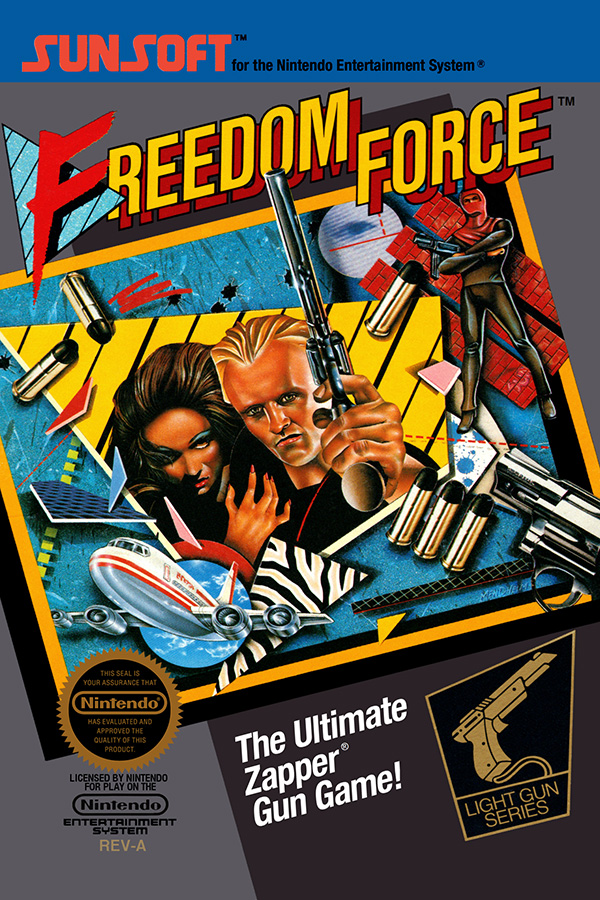 SUNSOFT™ for the Nintendo Entertainment System®
FREEDOM FORCE™
The Ultimate
Zapper®
Gun Game!
LIGHT GUN
SERIES
THIS SEAL IS
YOUR ASSURANCE THAT
Nintendo
HAS EVALUATED AND
APPROVED THE
QUALITY OF THIS
PRODUCT.
LICENSED BY NINTENDO
FOR PLAY ON THE
Nintendo
ENTERTAINMENT
SYSTEM
REV-A